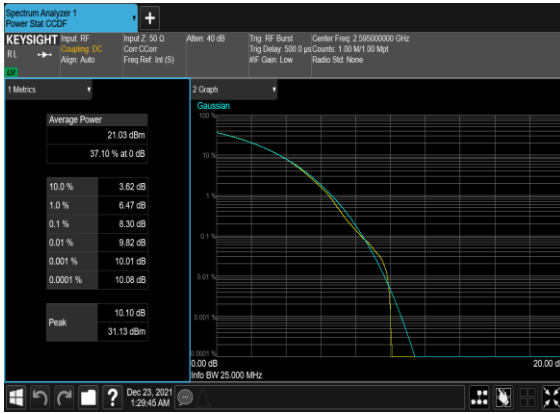 Spectrum Analyzer 1
Power Stat CCDF
+
KEYSIGHT Input: RF Input Z: 50 Ω Atten: 40 dB Trig: RF Burst Center Freq: 2.595000000 GHz
RL Coupling: DC Corr CCorr Trig Delay: 500.0 µs Counts: 1.00 M/1.00 Mpt
Align: Auto Freq Ref: Int (S) #IF Gain: Low Radio Std: None
1 Metrics
2 Graph
Average Power
21.03 dBm
37.10 % at 0 dB
10.0 % 3.62 dB
1.0 % 6.47 dB
0.1 % 8.30 dB
0.01 % 9.82 dB
0.001 % 10.01 dB
0.0001 % 10.08 dB
Peak
10.10 dB
31.13 dBm
Gaussian
100 %
10 %
1 %
0.1 %
0.01 %
0.001 %
0.0001 %
0.00 dB
20.00 d
Info BW 25.000 MHz
?
Dec 23, 2021
1:29:45 AM